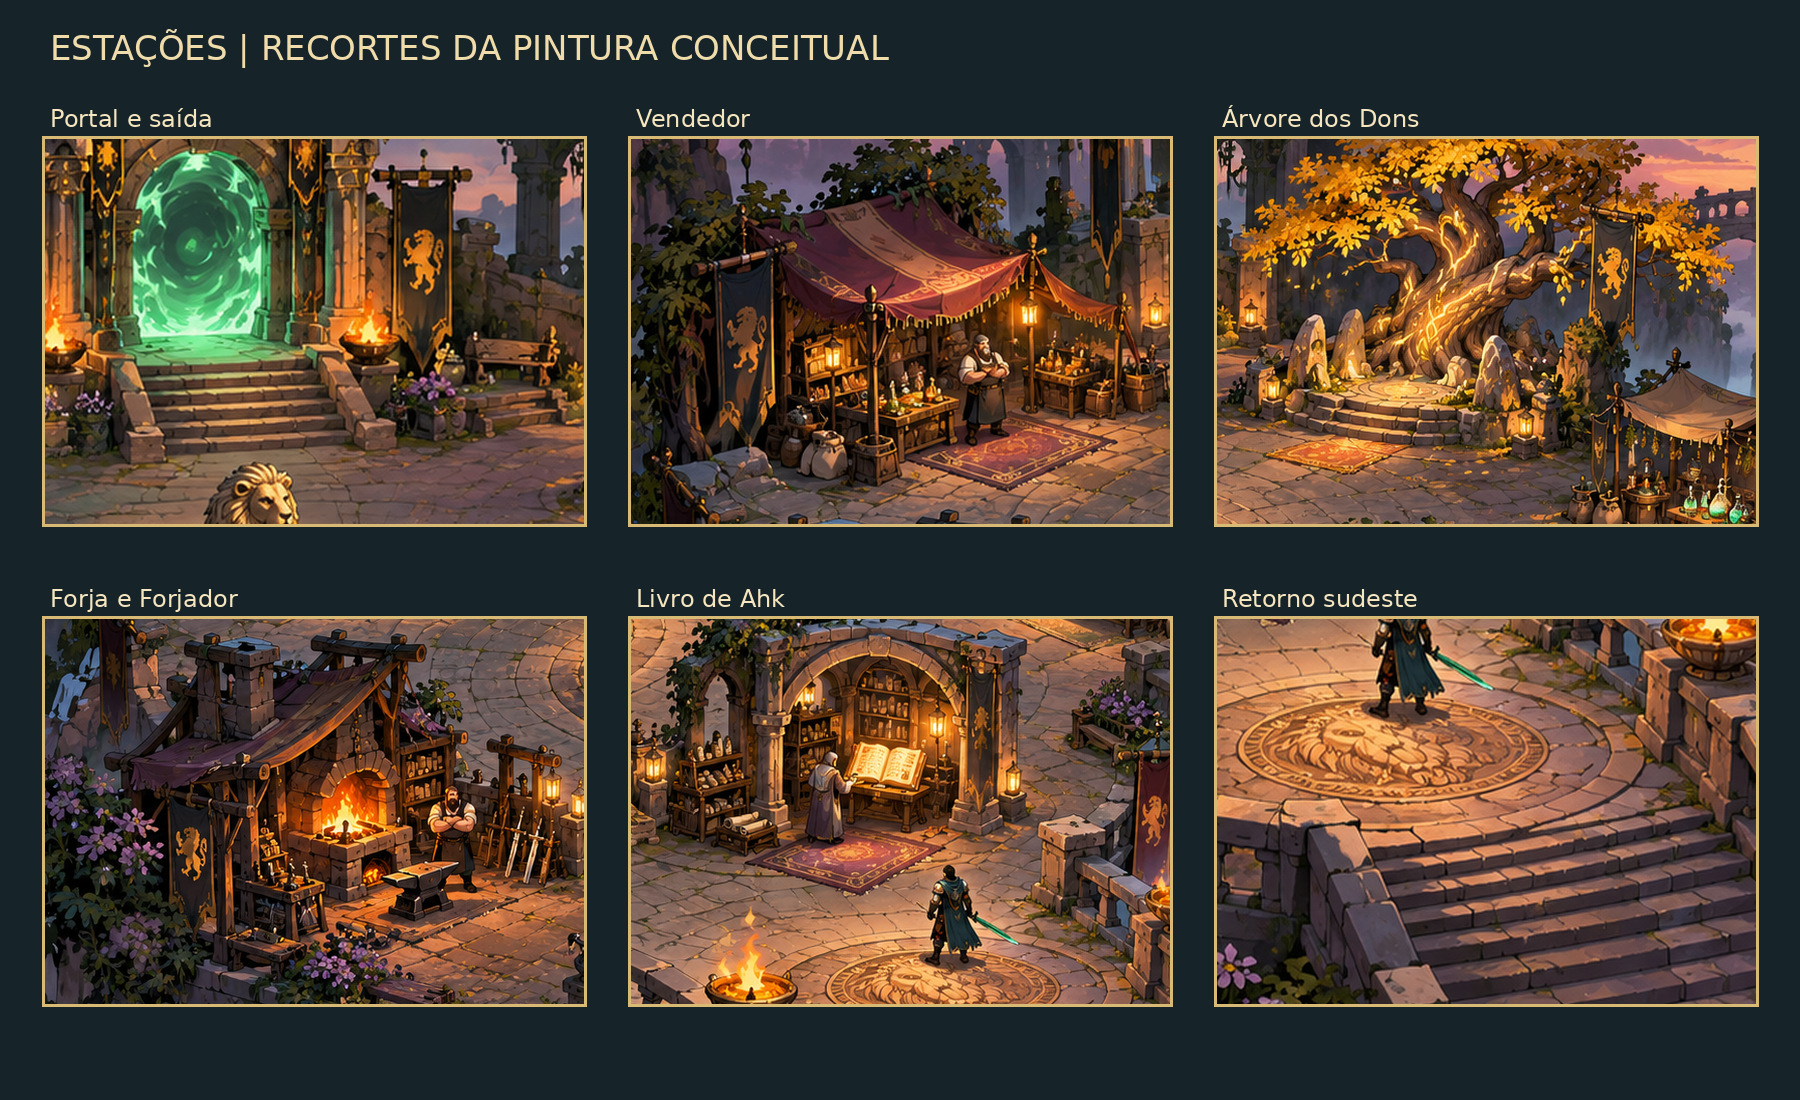 ESTAÇÕES | RECORTES DA PINTURA CONCEITUAL
Portal e saída
Vendedor
Árvore dos Dons
Forja e Forjador
Livro de Ahk
Retorno sudeste